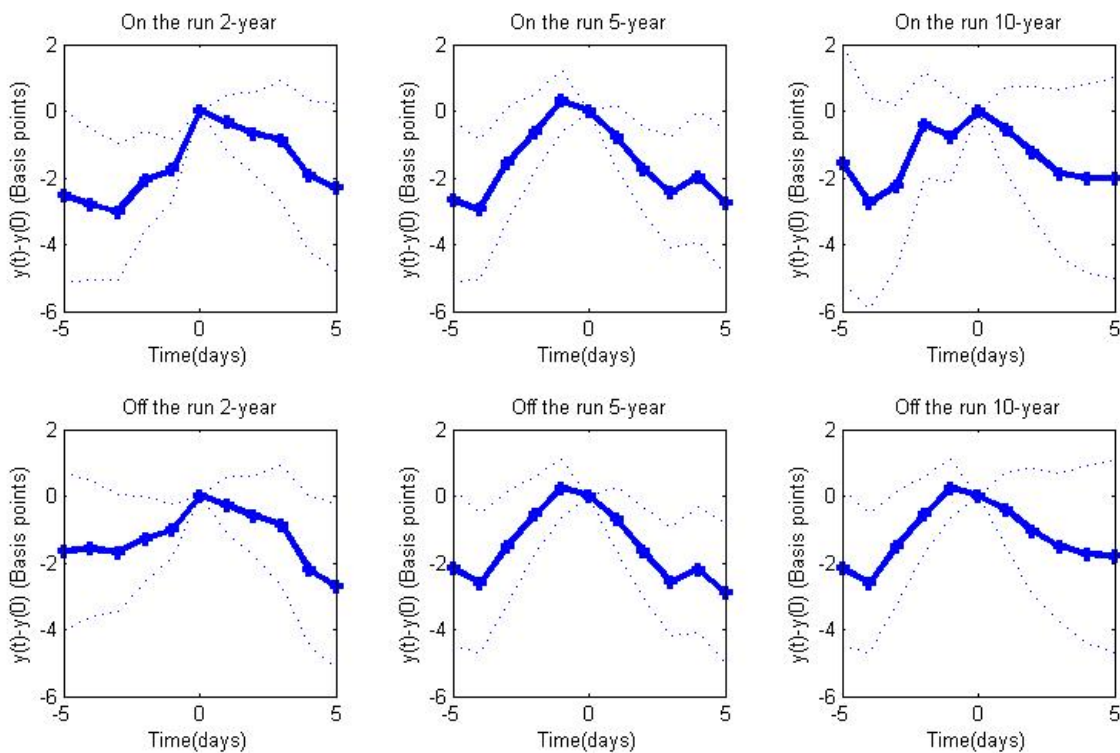 On the run 2-year
On the run 5-year
On the run 10-year
y(t)-y(0) (Basis points)
2
0
-2
-4
-6
-5
0
5
Time(days)
y(t)-y(0) (Basis points)
2
0
-2
-4
-6
-5
0
5
Time(days)
y(t)-y(0) (Basis points)
2
0
-2
-4
-6
-5
0
5
Time(days)
Off the run 2-year
Off the run 5-year
Off the run 10-year
y(t)-y(0) (Basis points)
2
0
-2
-4
-6
-5
0
5
Time(days)
y(t)-y(0) (Basis points)
2
0
-2
-4
-6
-5
0
5
Time(days)
y(t)-y(0) (Basis points)
2
0
-2
-4
-6
-5
0
5
Time(days)